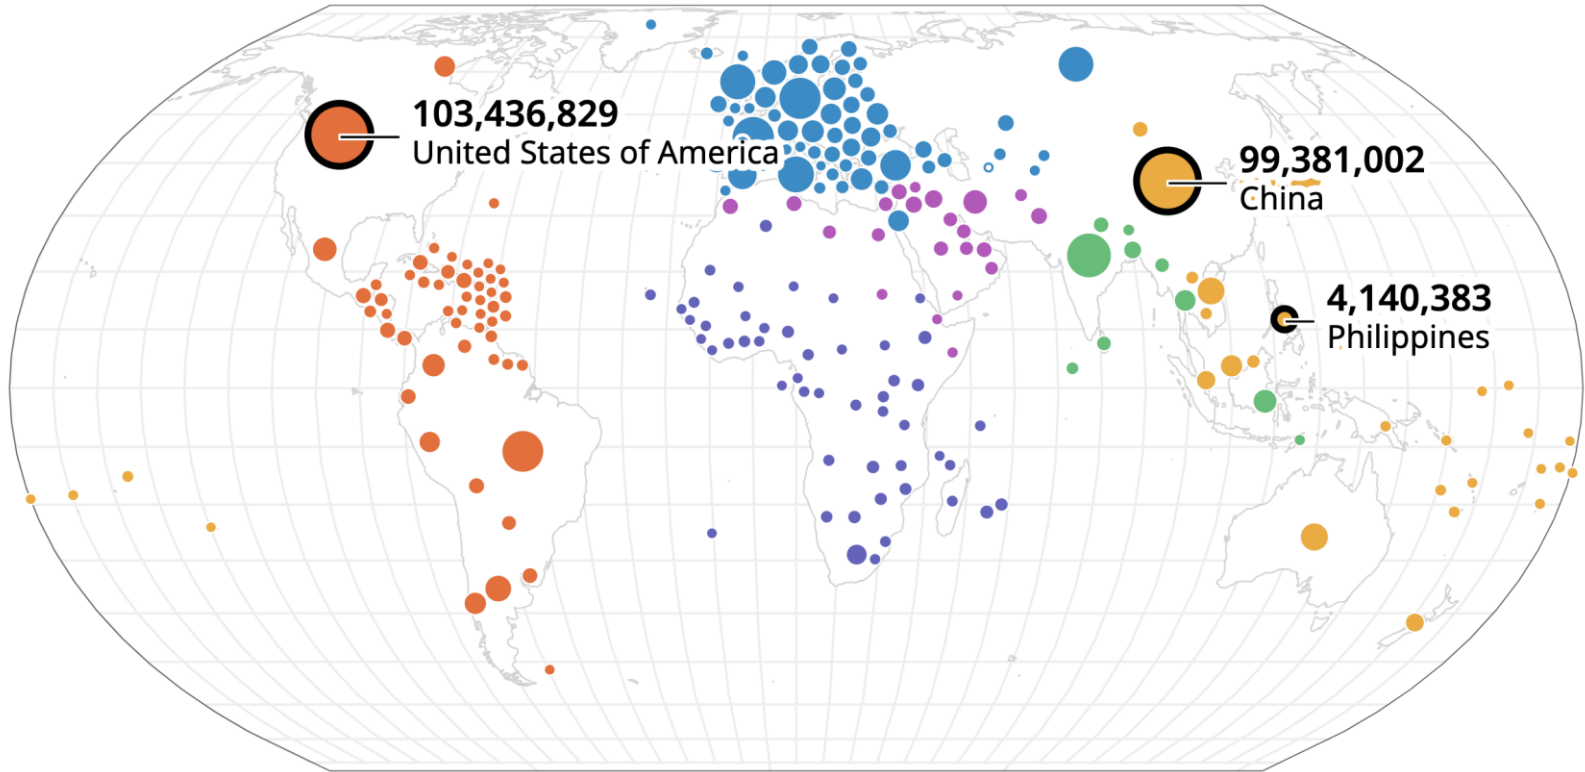 103,436,829
United States of America
99,381,002
China
4,140,383
Philippines